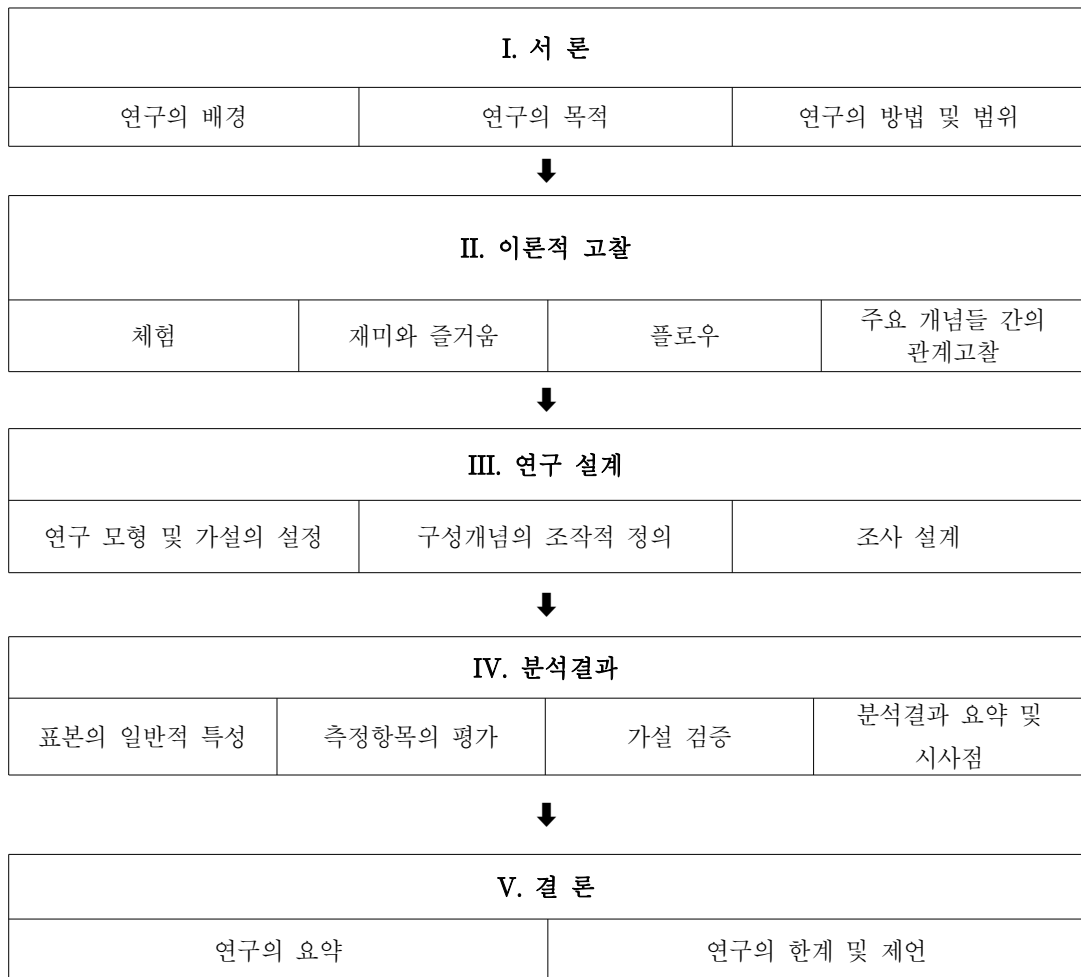 I. 서 론
연구의 배경
연구의 목적
연구의 방법 및 범위
II. 이론적 고찰
체험
재미와 즐거움
플로우
주요 개념들 간의
관계고찰
III. 연구 설계
연구 모형 및 가설의 설정
구성개념의 조작적 정의
조사 설계
IV. 분석결과
표본의 일반적 특성
측정항목의 평가
가설 검증
분석결과 요약 및
시사점
V. 결 론
연구의 요약
연구의 한계 및 제언